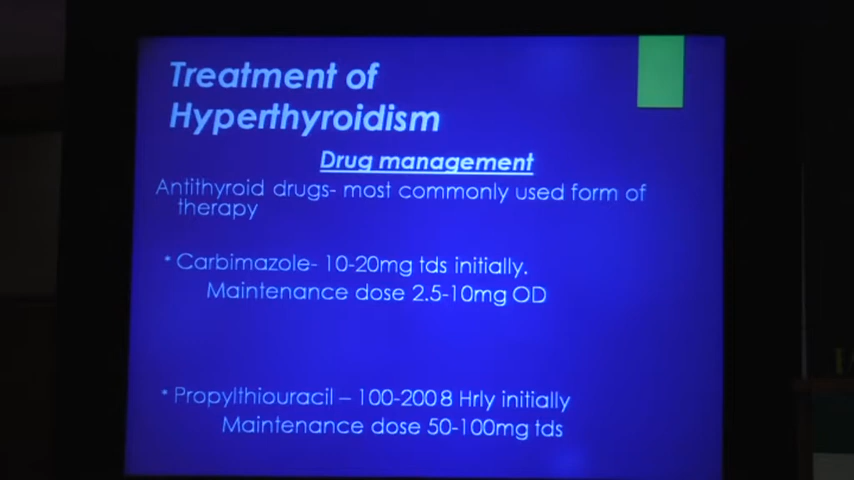 Treatment of
Hyperthyroidism
Drug management
Antithyroid drugs- most commonly used form of
therapy
* Carbimazole- 10-20mg tds initially.
Maintenance dose 2.5-10mg OD
* Propylthiouracil – 100-200 8 Hrly initially
Maintenance dose 50-100mg tds